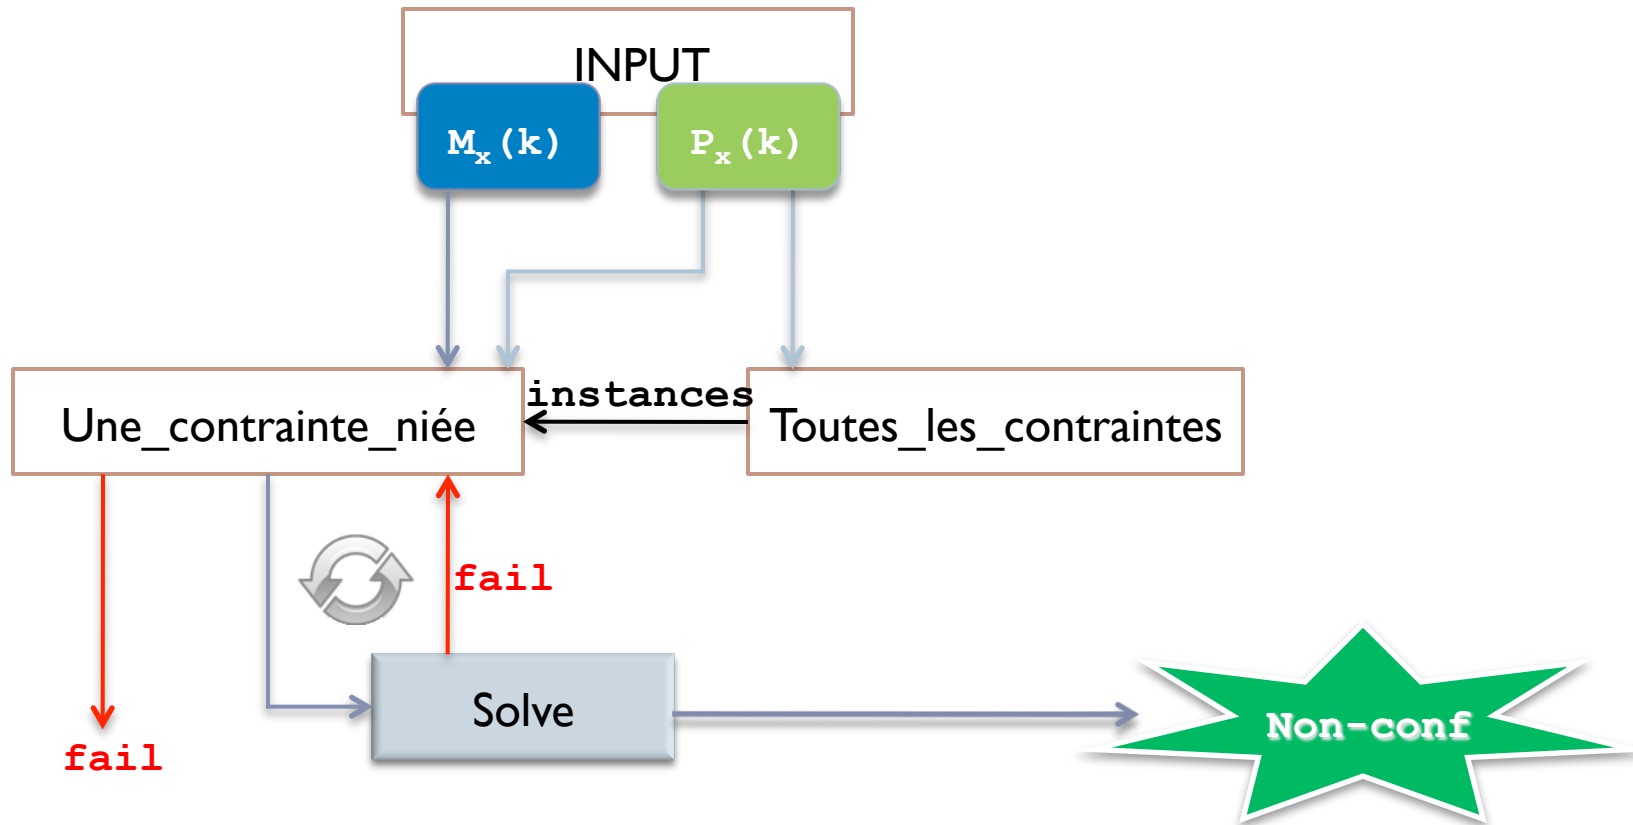 INPUT
Mx(k)
Px(k)
instances
Une_contrainte_niée
Toutes_les_contraintes
fail
Solve
Non-conf
fail